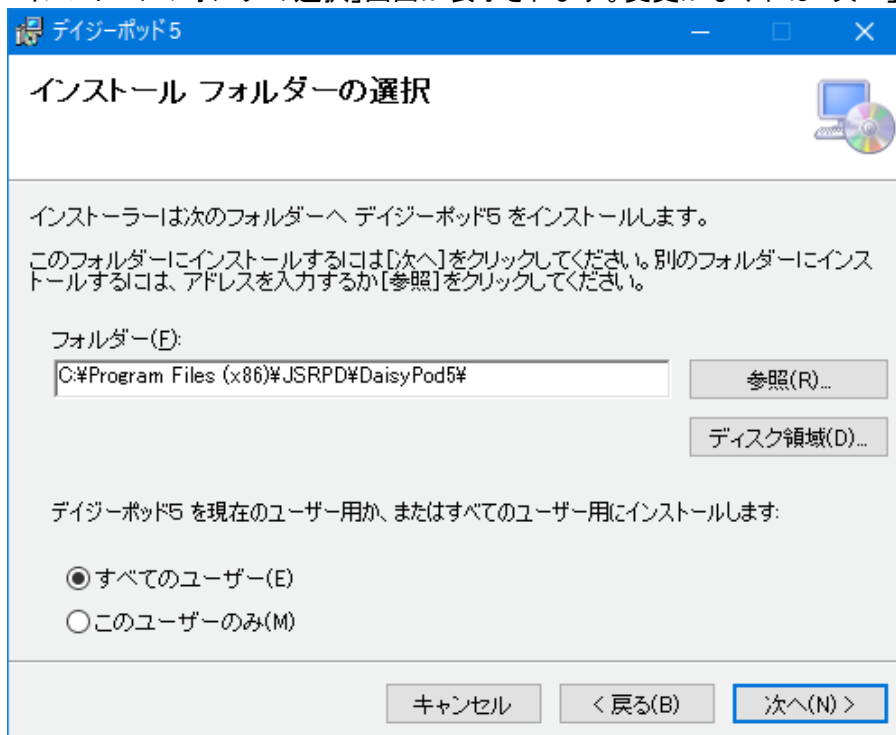 デイジーポッド5
インストール フォルダーの選択
インストーラーは次のフォルダーへ デイジーポッド5 をインストールします。
このフォルダーにインストールするには[次へ]をクリックしてください。別のフォルダーにインス
トールするには、アドレスを入力するか[参照]をクリックしてください。
フォルダー(F):
C:¥Program Files (x86)¥JSRPD¥DaisyPod5¥
参照(R)...
ディスク領域(D)...
デイジーポッド5 を現在のユーザー用か、またはすべてのユーザー用にインストールします:
すべてのユーザー(E)
このユーザーのみ(M)
キャンセル
< 戻る(B)
次へ(N) >